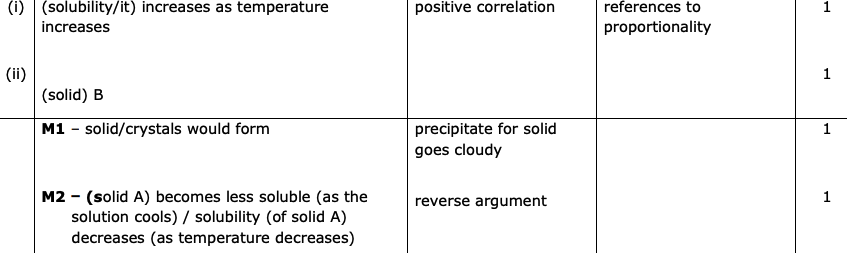 (i) (solubility/it) increases as temperature positive correlation references to 1
increases proportionality
(ii) 1
(solid) B
M1 – solid/crystals would form precipitate for solid 1
goes cloudy
M2 – (solid A) becomes less soluble (as the reverse argument 1
solution cools) / solubility (of solid A)
decreases (as temperature decreases)